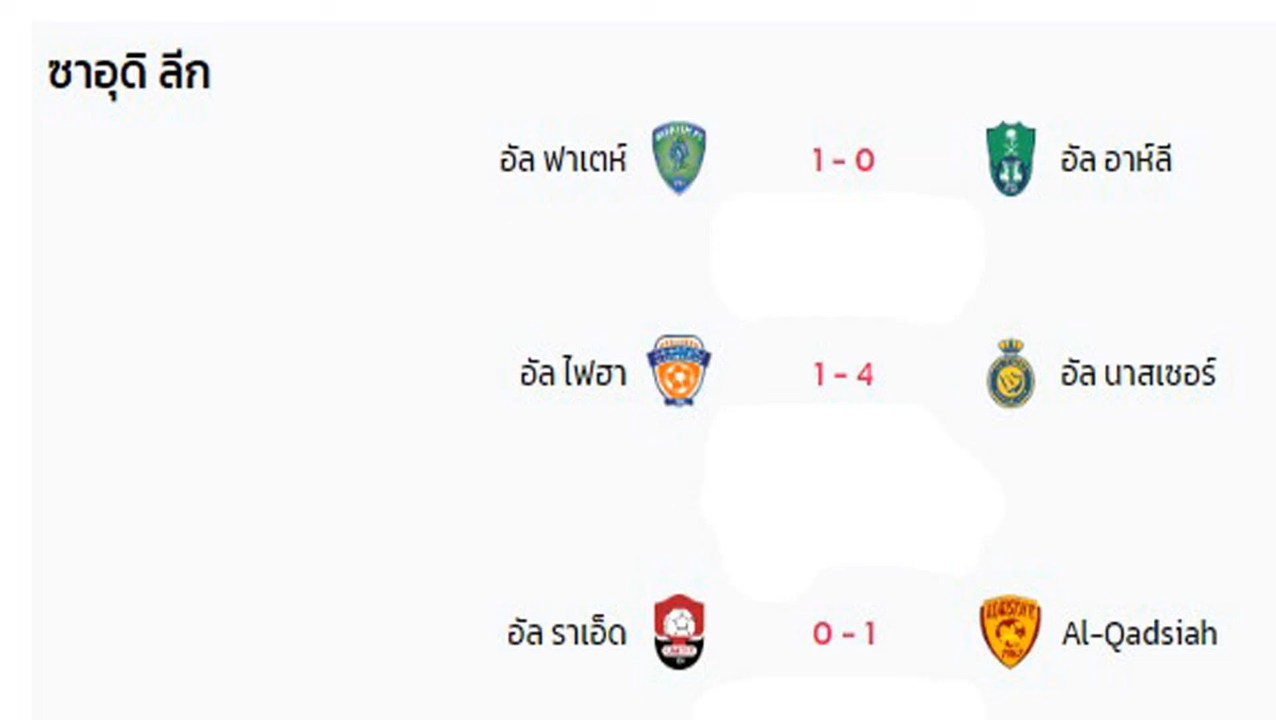 ซาอุดิ ลีก
อัล ฟาเตห์ 1 - 0 อัล อาห์ลี
อัล ไฟฮา 1 - 4 อัล นาสเซอร์
อัล ราเอ็ด 0 - 1 Al-Qadsiah